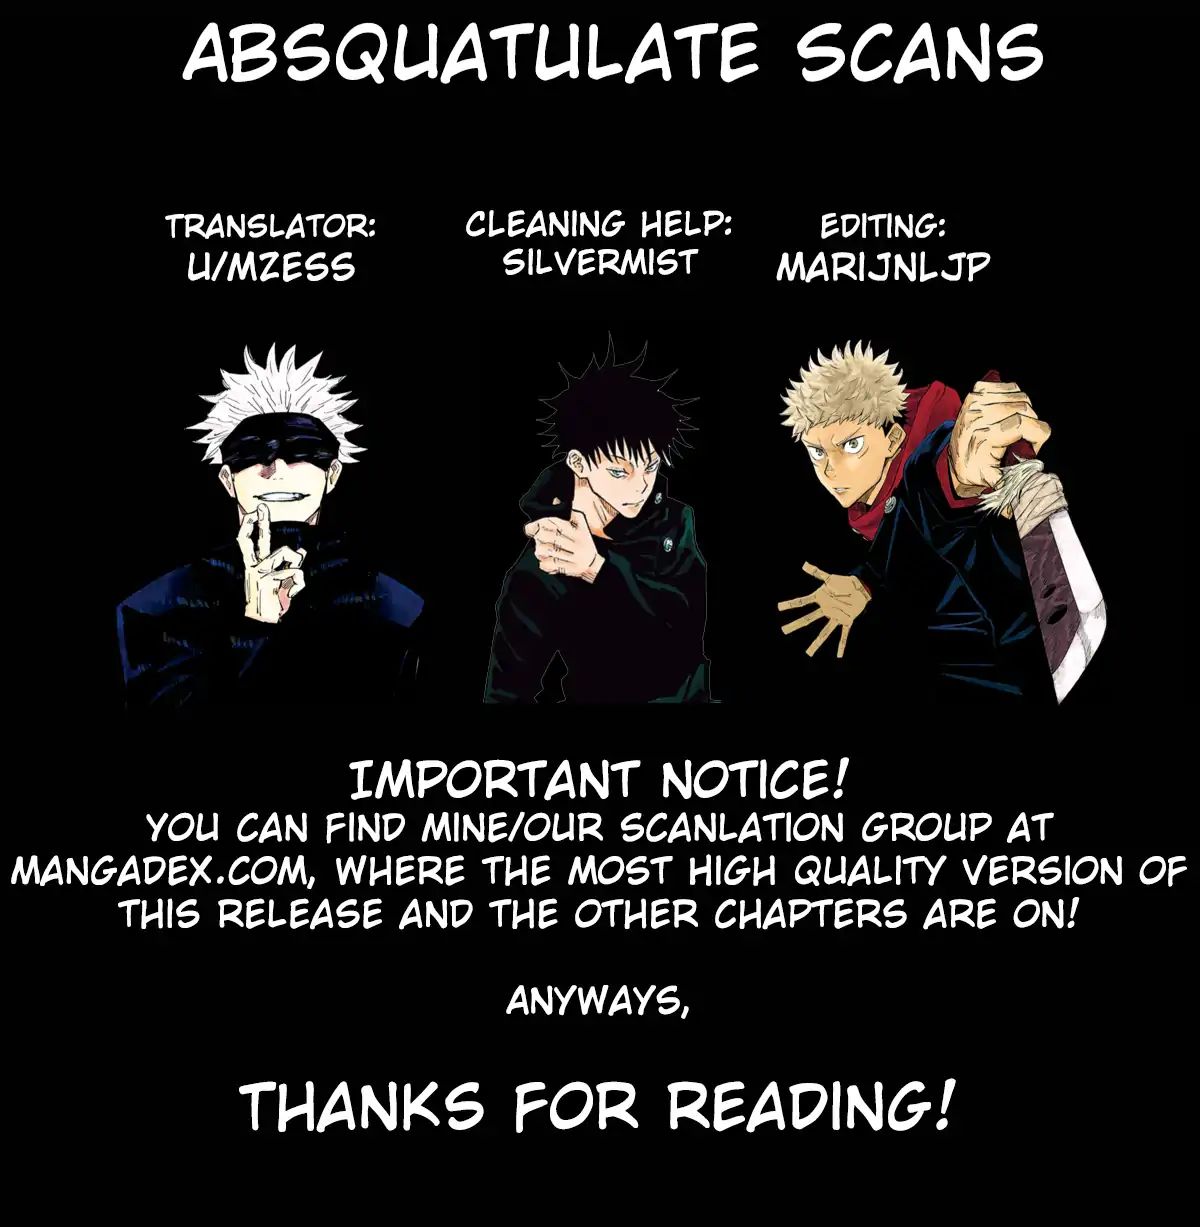 ABSQUATULATE SCANS
TRANSLATOR:
U/MZESS
CLEANING HELP:
SILVERMIST
EDITING:
MARIJNLJP
IMPORTANT NOTICE!
YOU CAN FIND MINE/OUR SCANLATION GROUP AT
MANGADEX.COM, WHERE THE MOST HIGH QUALITY VERSION OF
THIS RELEASE AND THE OTHER CHAPTERS ARE ON!
ANYWAYS,
THANKS FOR READING!